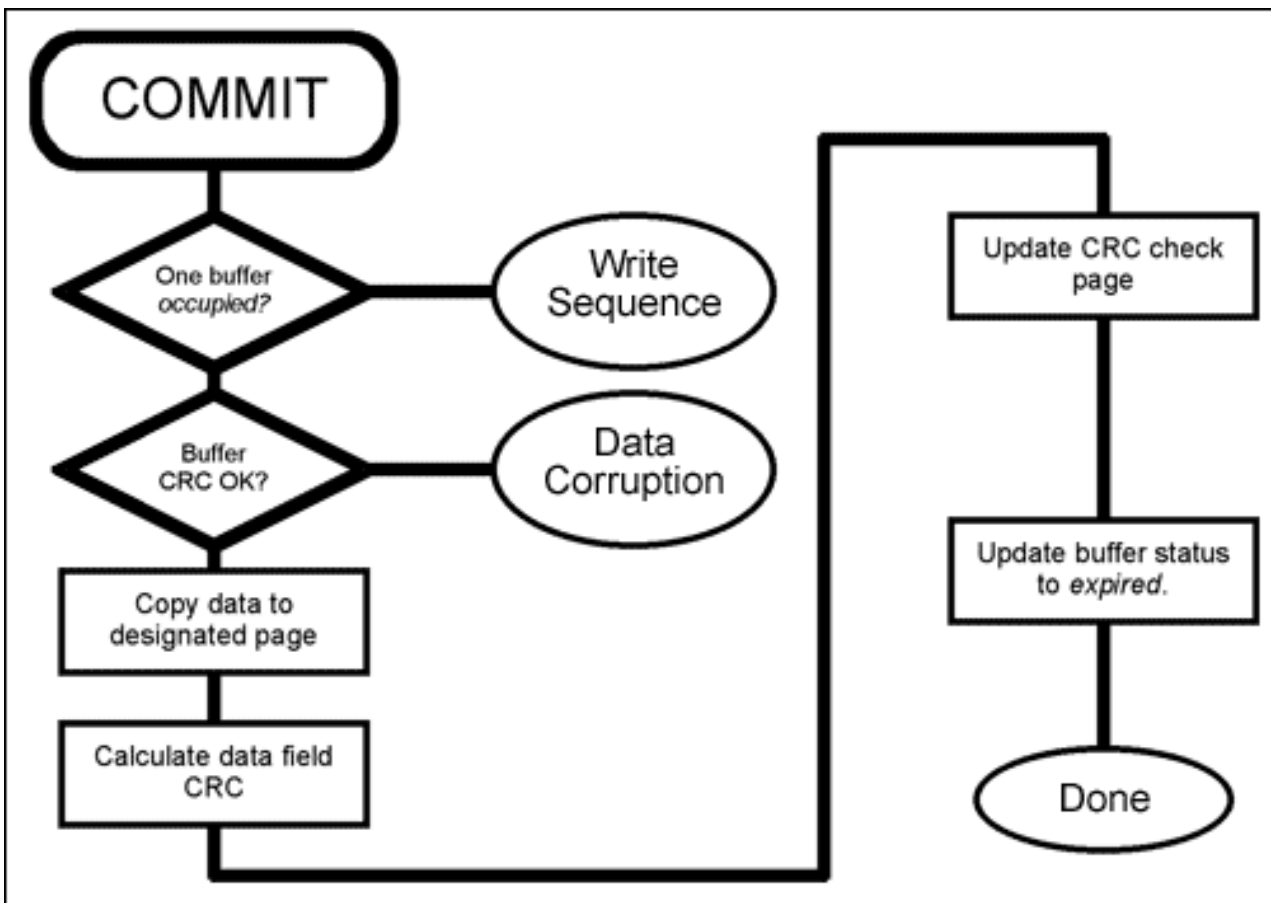 COMMIT
One buffer
occupied?
Write
Sequence
Buffer
CRC OK?
Data
Corruption
Copy data to
designated page
Calculate data field
CRC
Update CRC check
page
Update buffer status
to expired.
Done